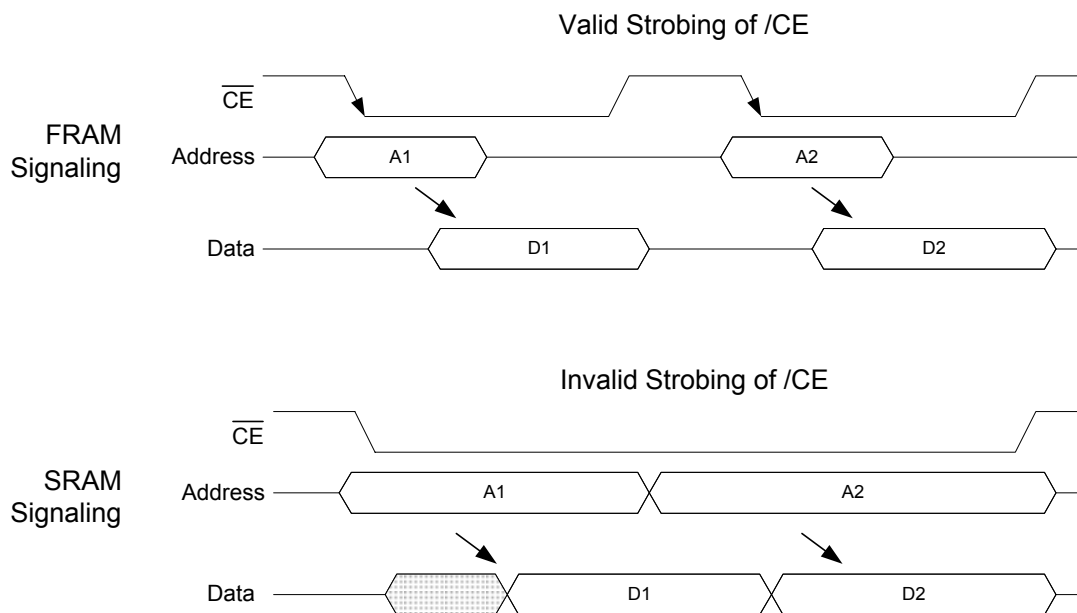 Valid Strobing of /CE
CE
FRAM
Signaling
Address
A1
A2
Data
D1
D2
Invalid Strobing of /CE
CE
SRAM
Signaling
Address
A1
A2
Data
D1
D2